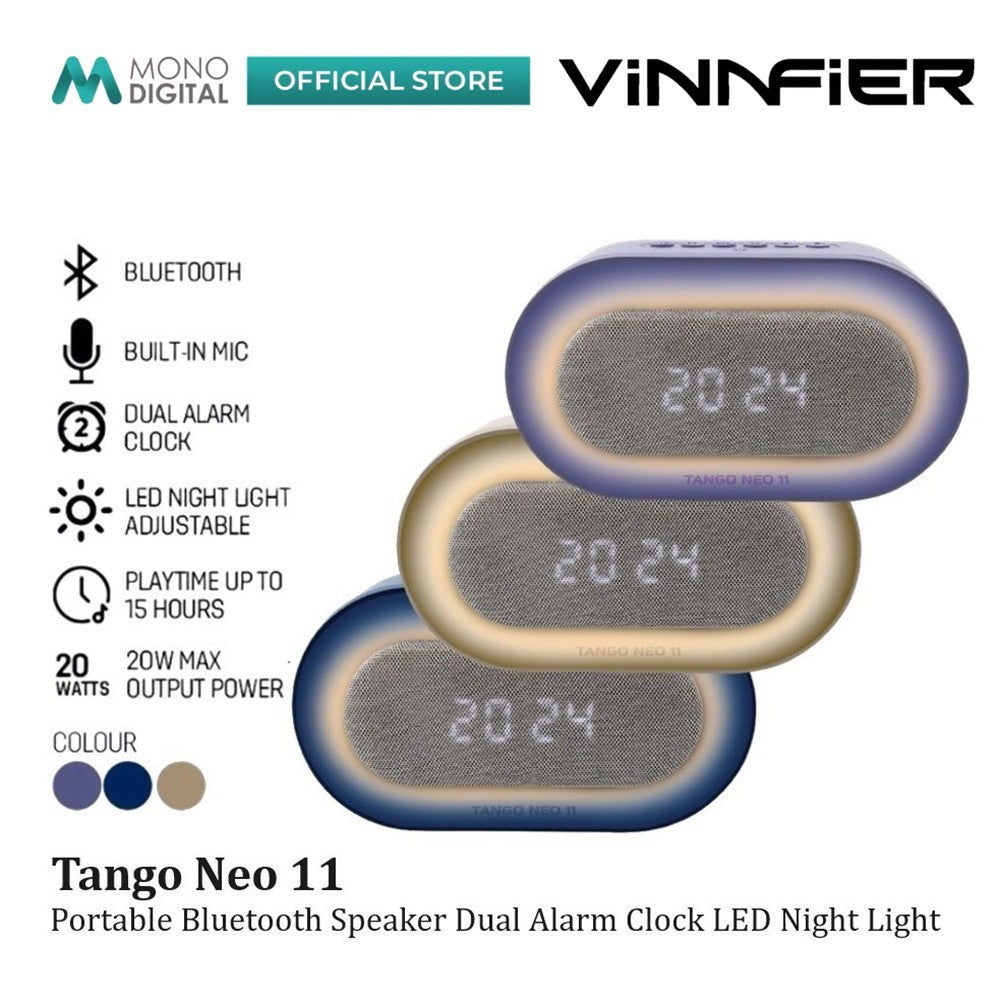 MONO
DIGITAL
OFFICIAL STORE
ViNNFiER
BLUETOOTH
BUILT-IN MIC
2
DUAL ALARM
CLOCK
LED NIGHT LIGHT
ADJUSTABLE
PLAYTIME UP TO
15 HOURS
20
WATTS
20W MAX
OUTPUT POWER
COLOUR
20 24
TANGO NEO 11
20 24
TANGO NEO 11
20 24
TANGO NEO 11
Tango Neo 11
Portable Bluetooth Speaker Dual Alarm Clock LED Night Light